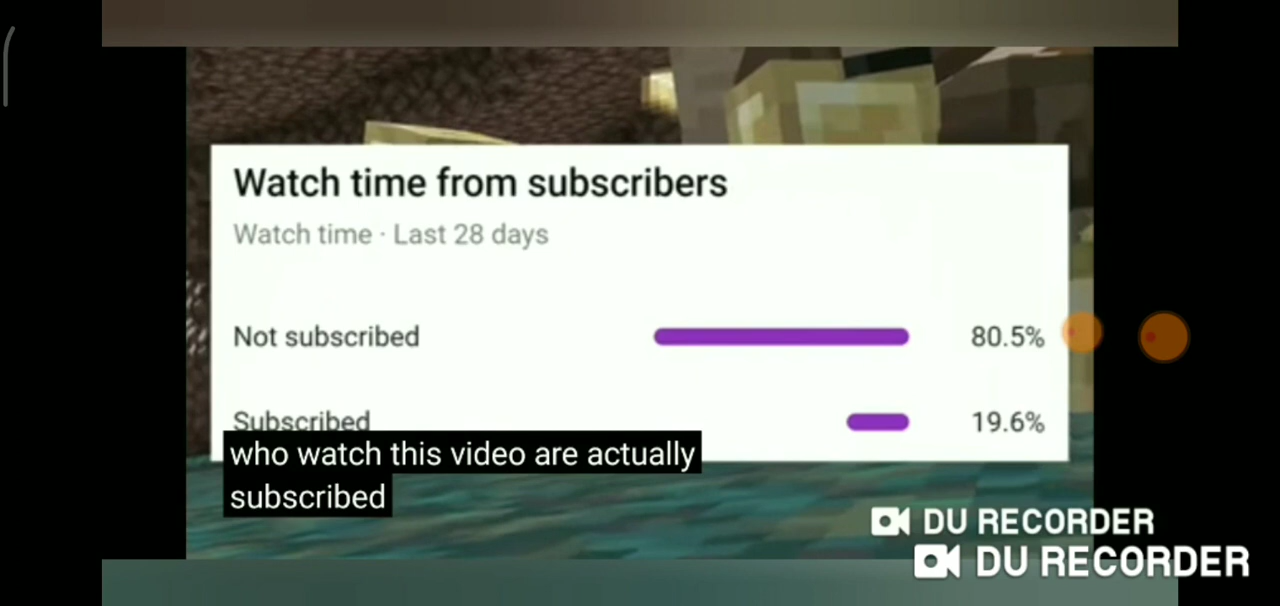 Watch time from subscribers
Watch time · Last 28 days
Not subscribed 80.5%
Subscribed 19.6%
who watch this video are actually
subscribed
DU RECORDER
DU RECORDER